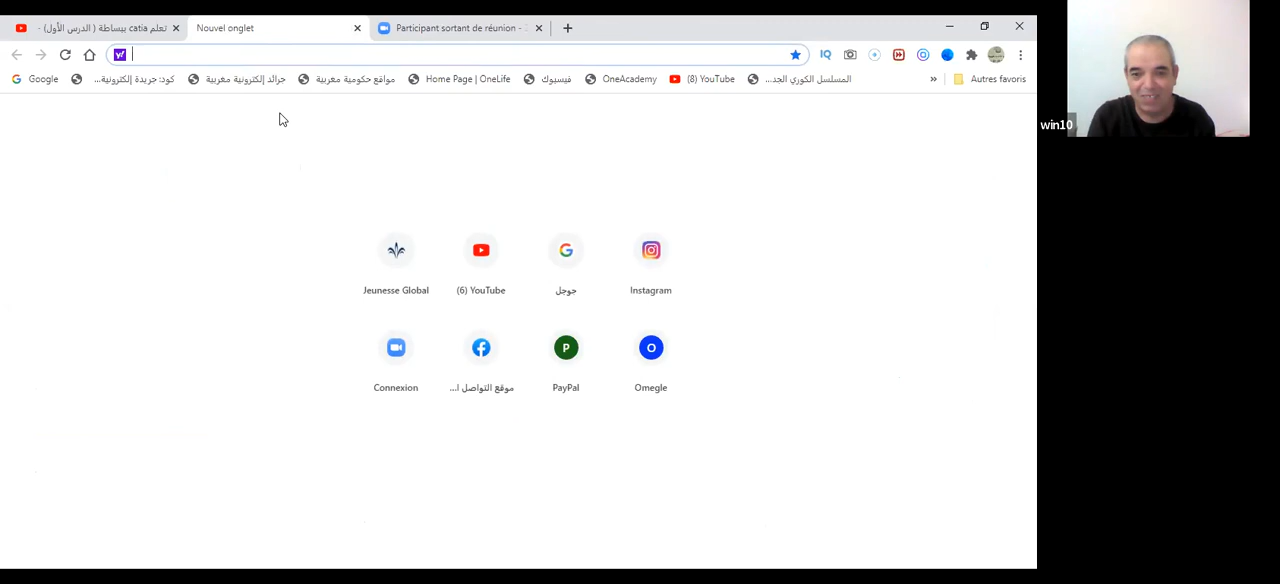 تعلم catia ببساطة ( الدرس الأول) -
Nouvel onglet
Participant sortant de réunion -
Google
كود: جريدة إلكترونية...
جرائد إلكترونية مغربية
مواقع حكومية مغربية
Home Page | OneLife
فيسبوك
OneAcademy
(8) YouTube
المسلسل الكوري الجد...
»
Autres favoris
win10
Jeunesse Global
(6) YouTube
جوجل
Instagram
Connexion
موقع التواصل ا...
PayPal
Omegle
P
O
IQ